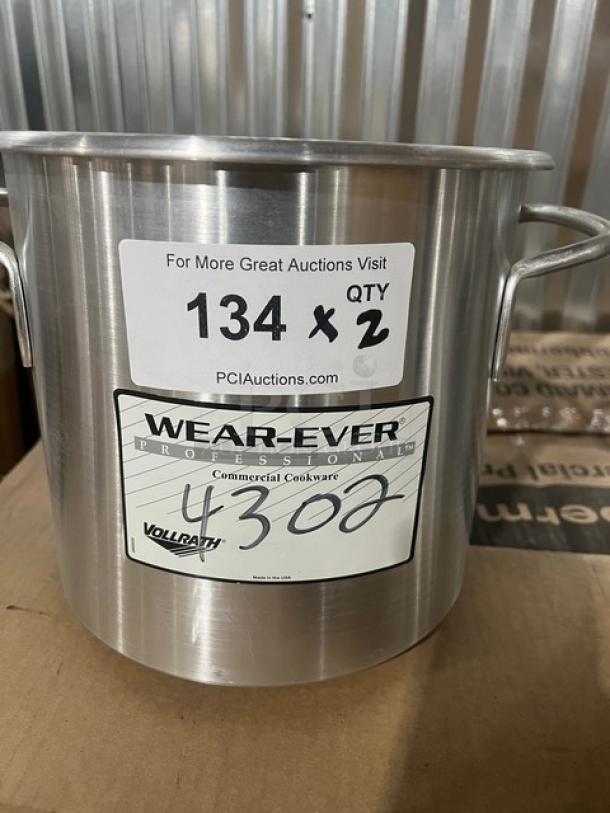 For More Great Auctions Visit
134 x 2
QTY
PCIAuctions.com
WEAR-EVER®
PROFESSIONAL™
Commercial Cookware
4302
VOLLRATH®
Made in the USA